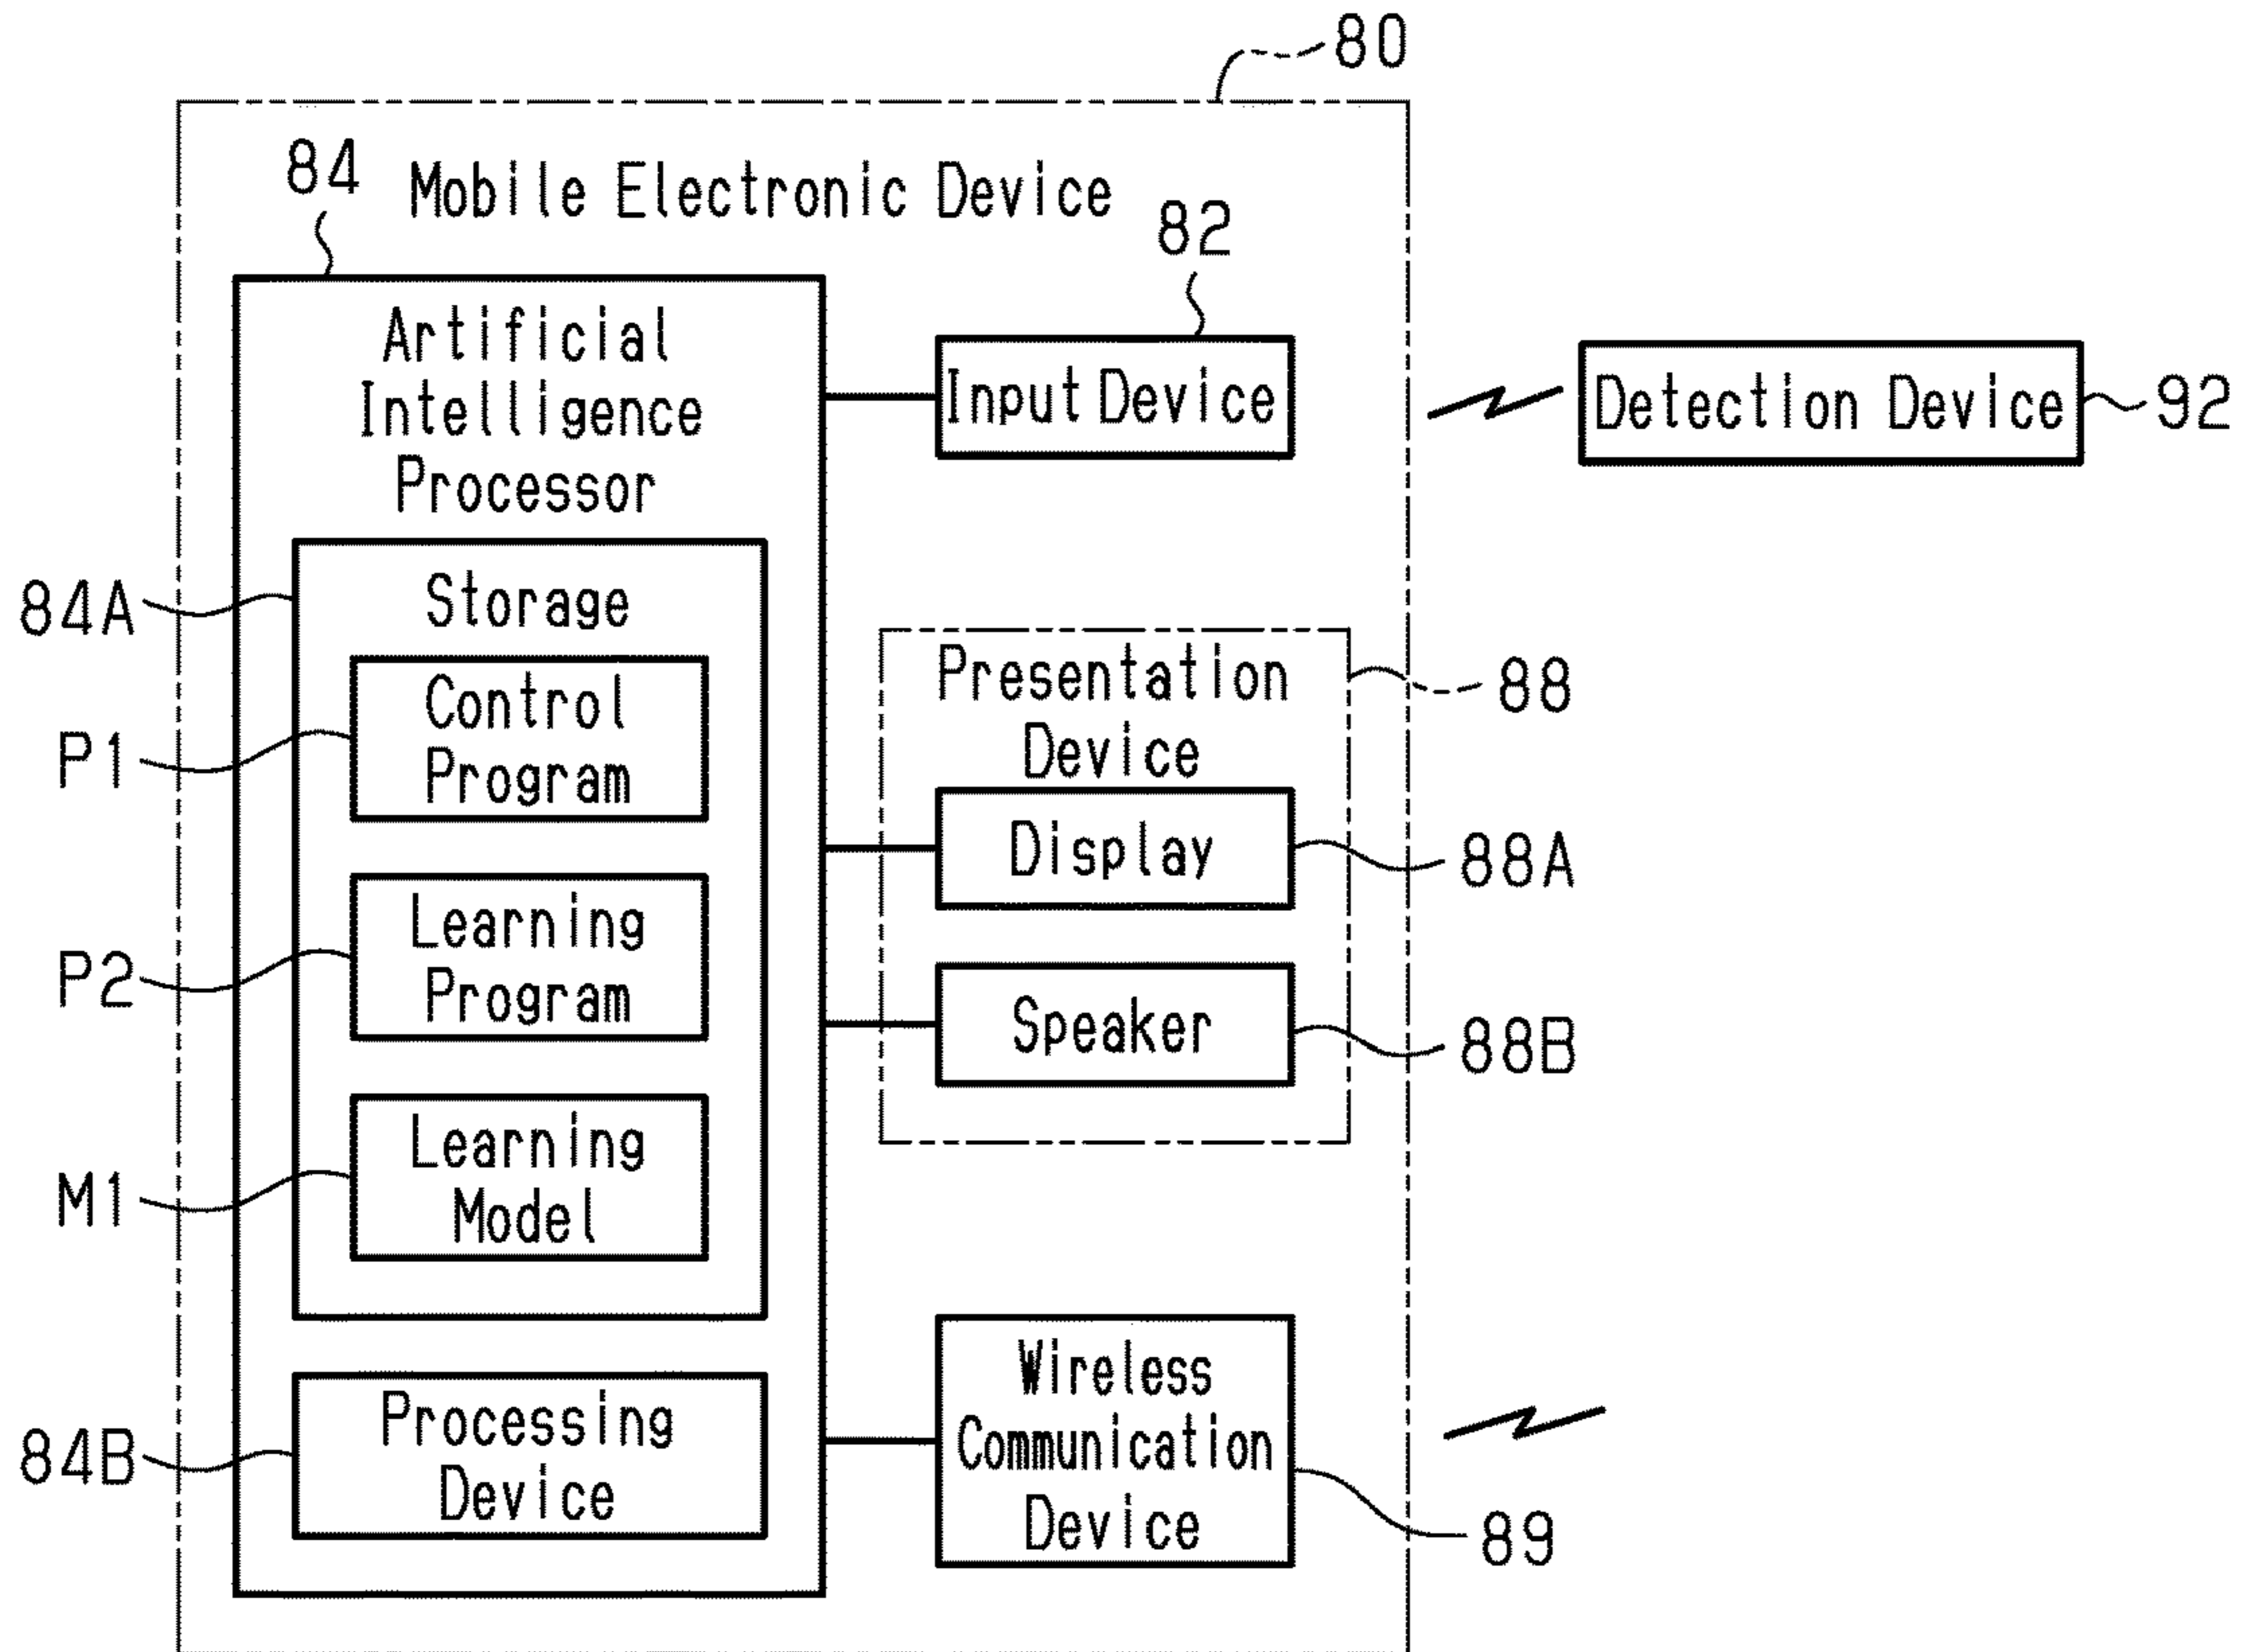 80
84
Mobile Electronic Device
82
Artificial
Intelligence
Processor
Input Device
Detection Device
92
84A
Storage
P1
Control
Program
Presentation
Device
88
Display
88A
P2
Learning
Program
Speaker
88B
M1
Learning
Model
84B
Processing
Device
Wireless
Communication
Device
89